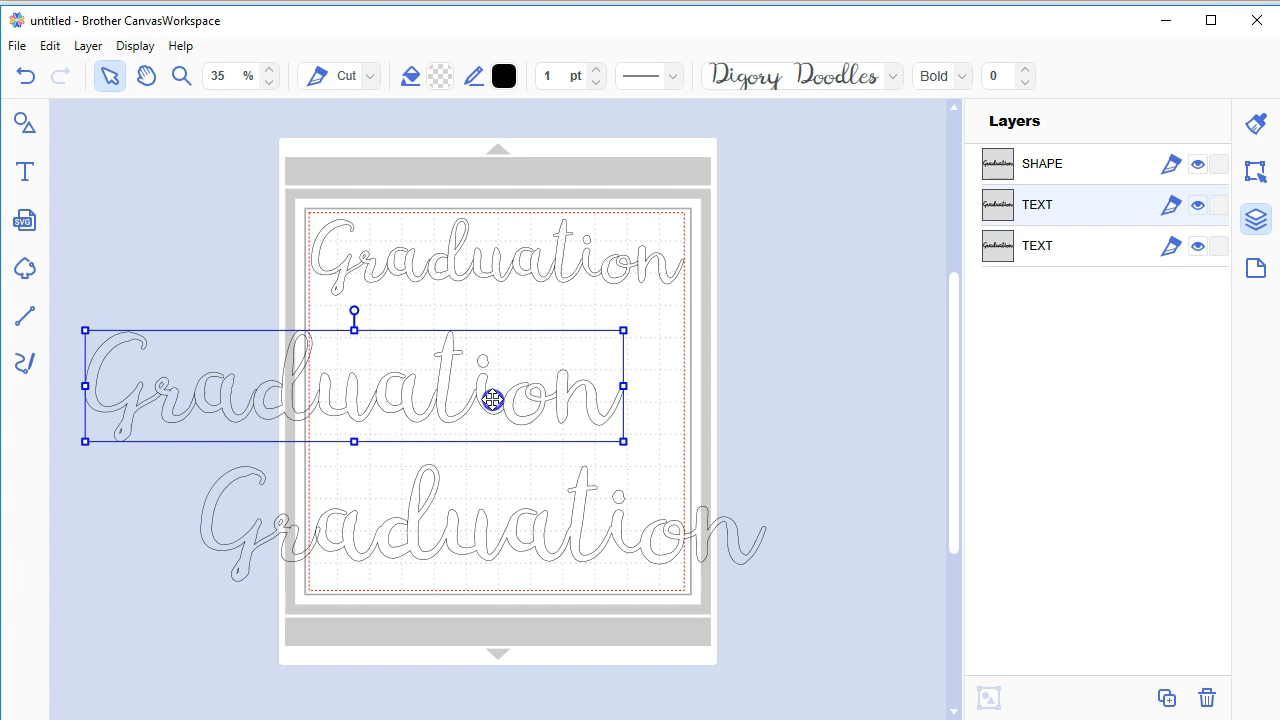 untitled - Brother CanvasWorkspace
File Edit Layer Display Help
35 % Cut 1 pt Digory Doodles Bold 0
Layers
SHAPE
TEXT
TEXT
SVG
Graduation
Graduation
Graduation